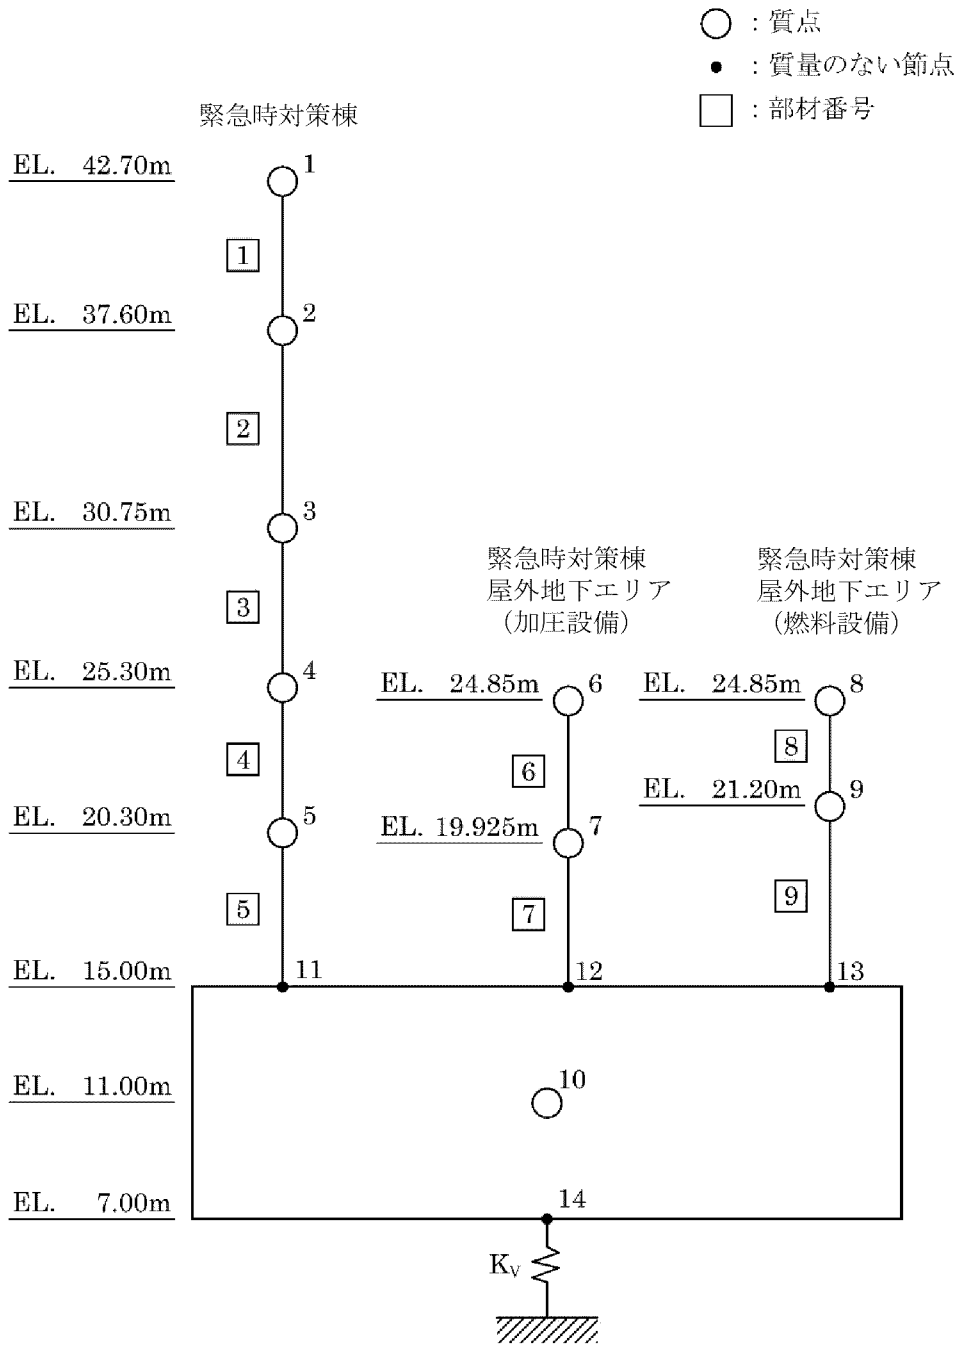 ○ : 質点
● : 質量のない節点
□ : 部材番号
緊急時対策棟
EL. 42.70m
1
1
EL. 37.60m
2
2
EL. 30.75m
3
3
EL. 25.30m
4
4
EL. 20.30m
5
5
緊急時対策棟
屋外地下エリア
（加圧設備）
EL. 24.85m
6
6
EL. 19.925m
7
7
緊急時対策棟
屋外地下エリア
（燃料設備）
EL. 24.85m
8
8
EL. 21.20m
9
9
EL. 15.00m
11
12
13
EL. 11.00m
10
EL. 7.00m
14
KV